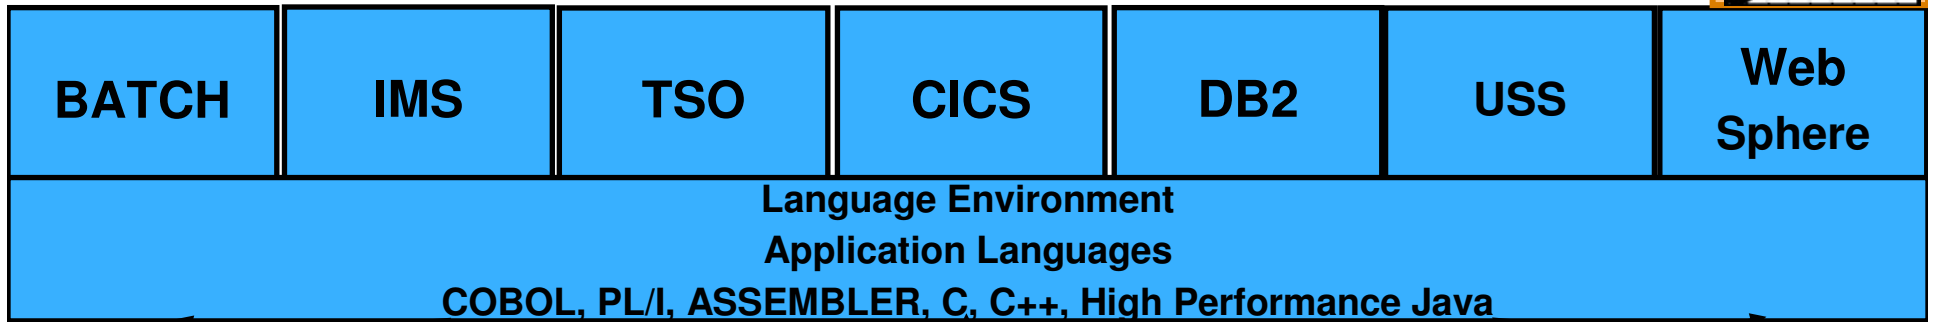 BATCH
IMS
TSO
CICS
DB2
USS
Web
Sphere
Language Environment
Application Languages
COBOL, PL/I, ASSEMBLER, C, C++, High Performance Java